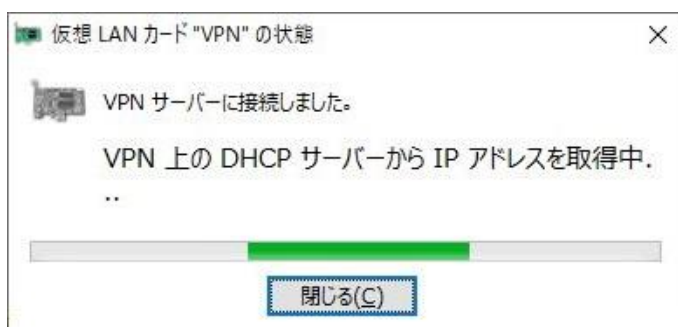 仮想 LAN カード "VPN" の状態
VPN サーバーに接続しました。
VPN 上の DHCP サーバーから IP アドレスを取得中.
..
閉じる(C)